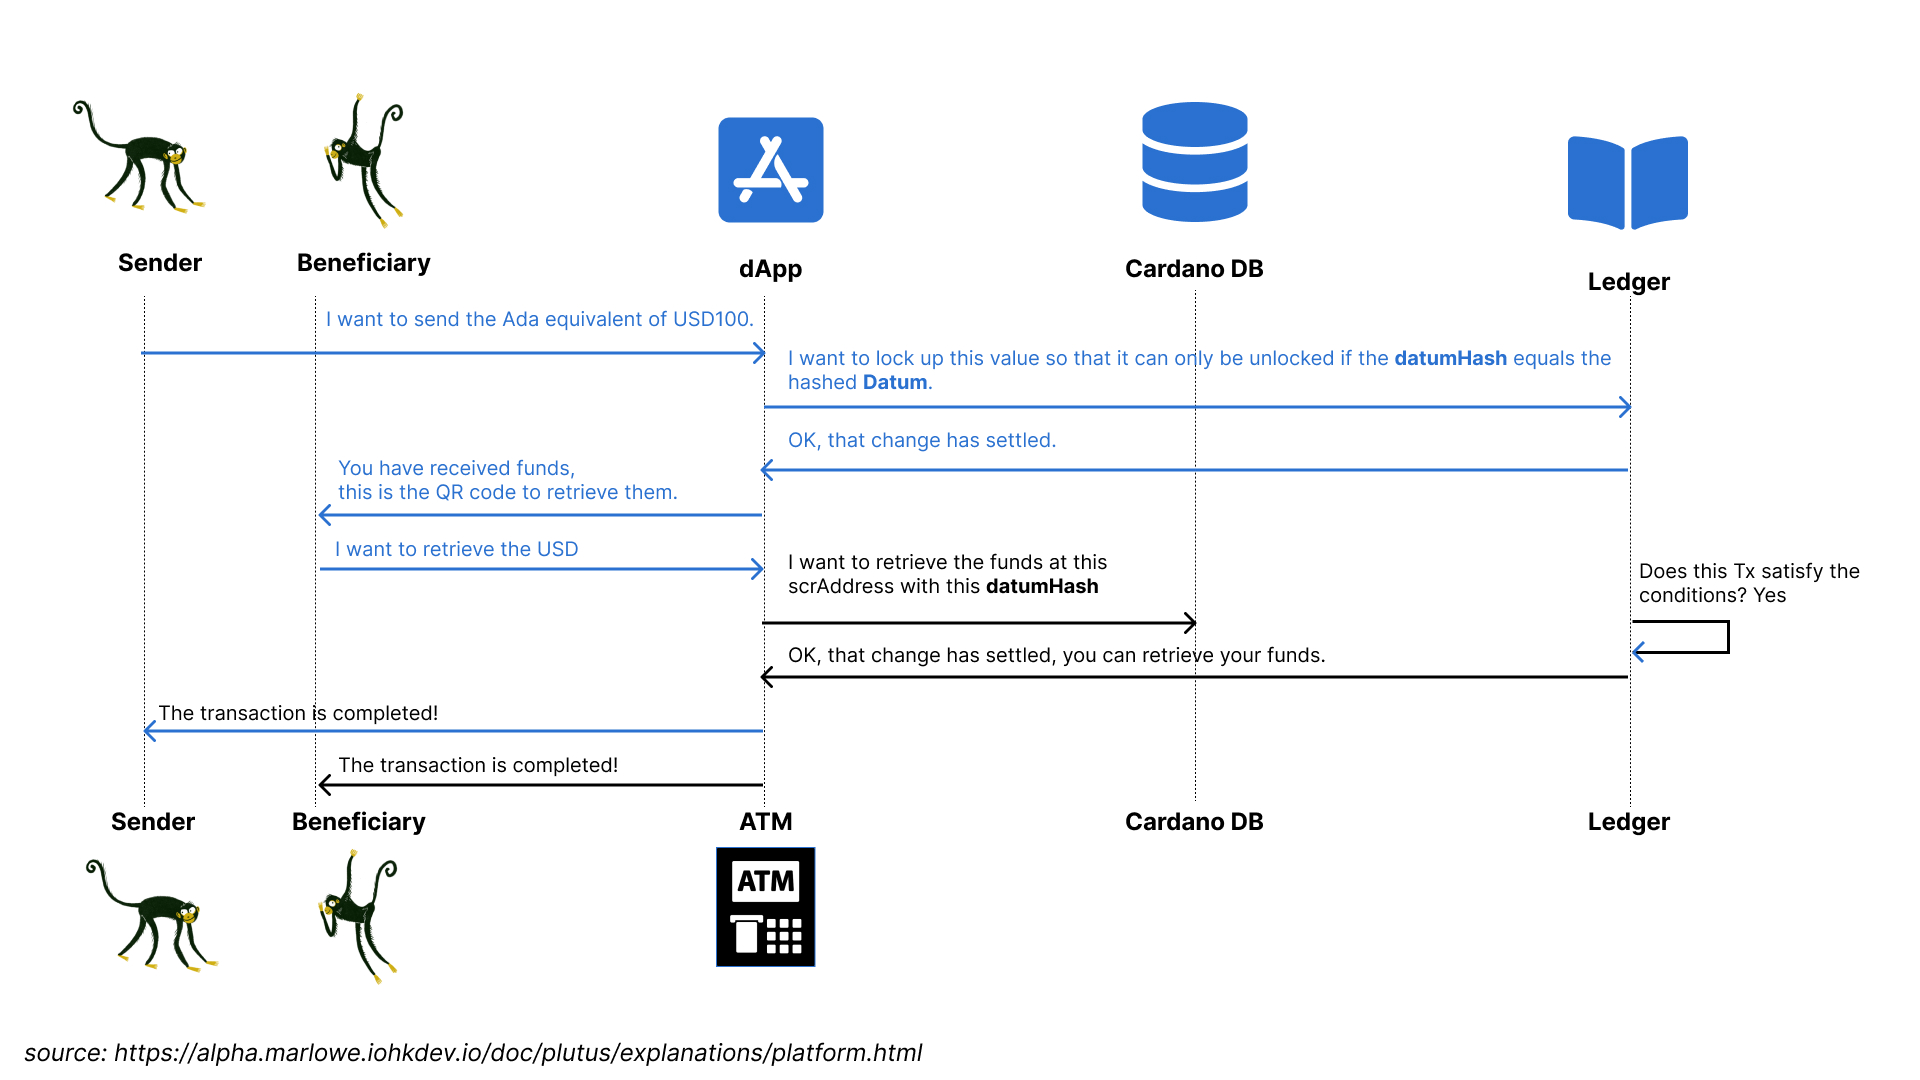 Sender
Beneficiary
dApp
Cardano DB
Ledger
I want to send the Ada equivalent of USD100.
I want to lock up this value so that it can only be unlocked if the datumHash equals the
hashed Datum.
OK, that change has settled.
You have received funds,
this is the QR code to retrieve them.
I want to retrieve the USD
I want to retrieve the funds at this
scrAddress with this datumHash
Does this Tx satisfy the
conditions? Yes
OK, that change has settled, you can retrieve your funds.
The transaction is completed!
The transaction is completed!
Sender
Beneficiary
ATM
Cardano DB
Ledger
ATM
source: https://alpha.marlowe.iohkdev.io/doc/plutus/explanations/platform.html